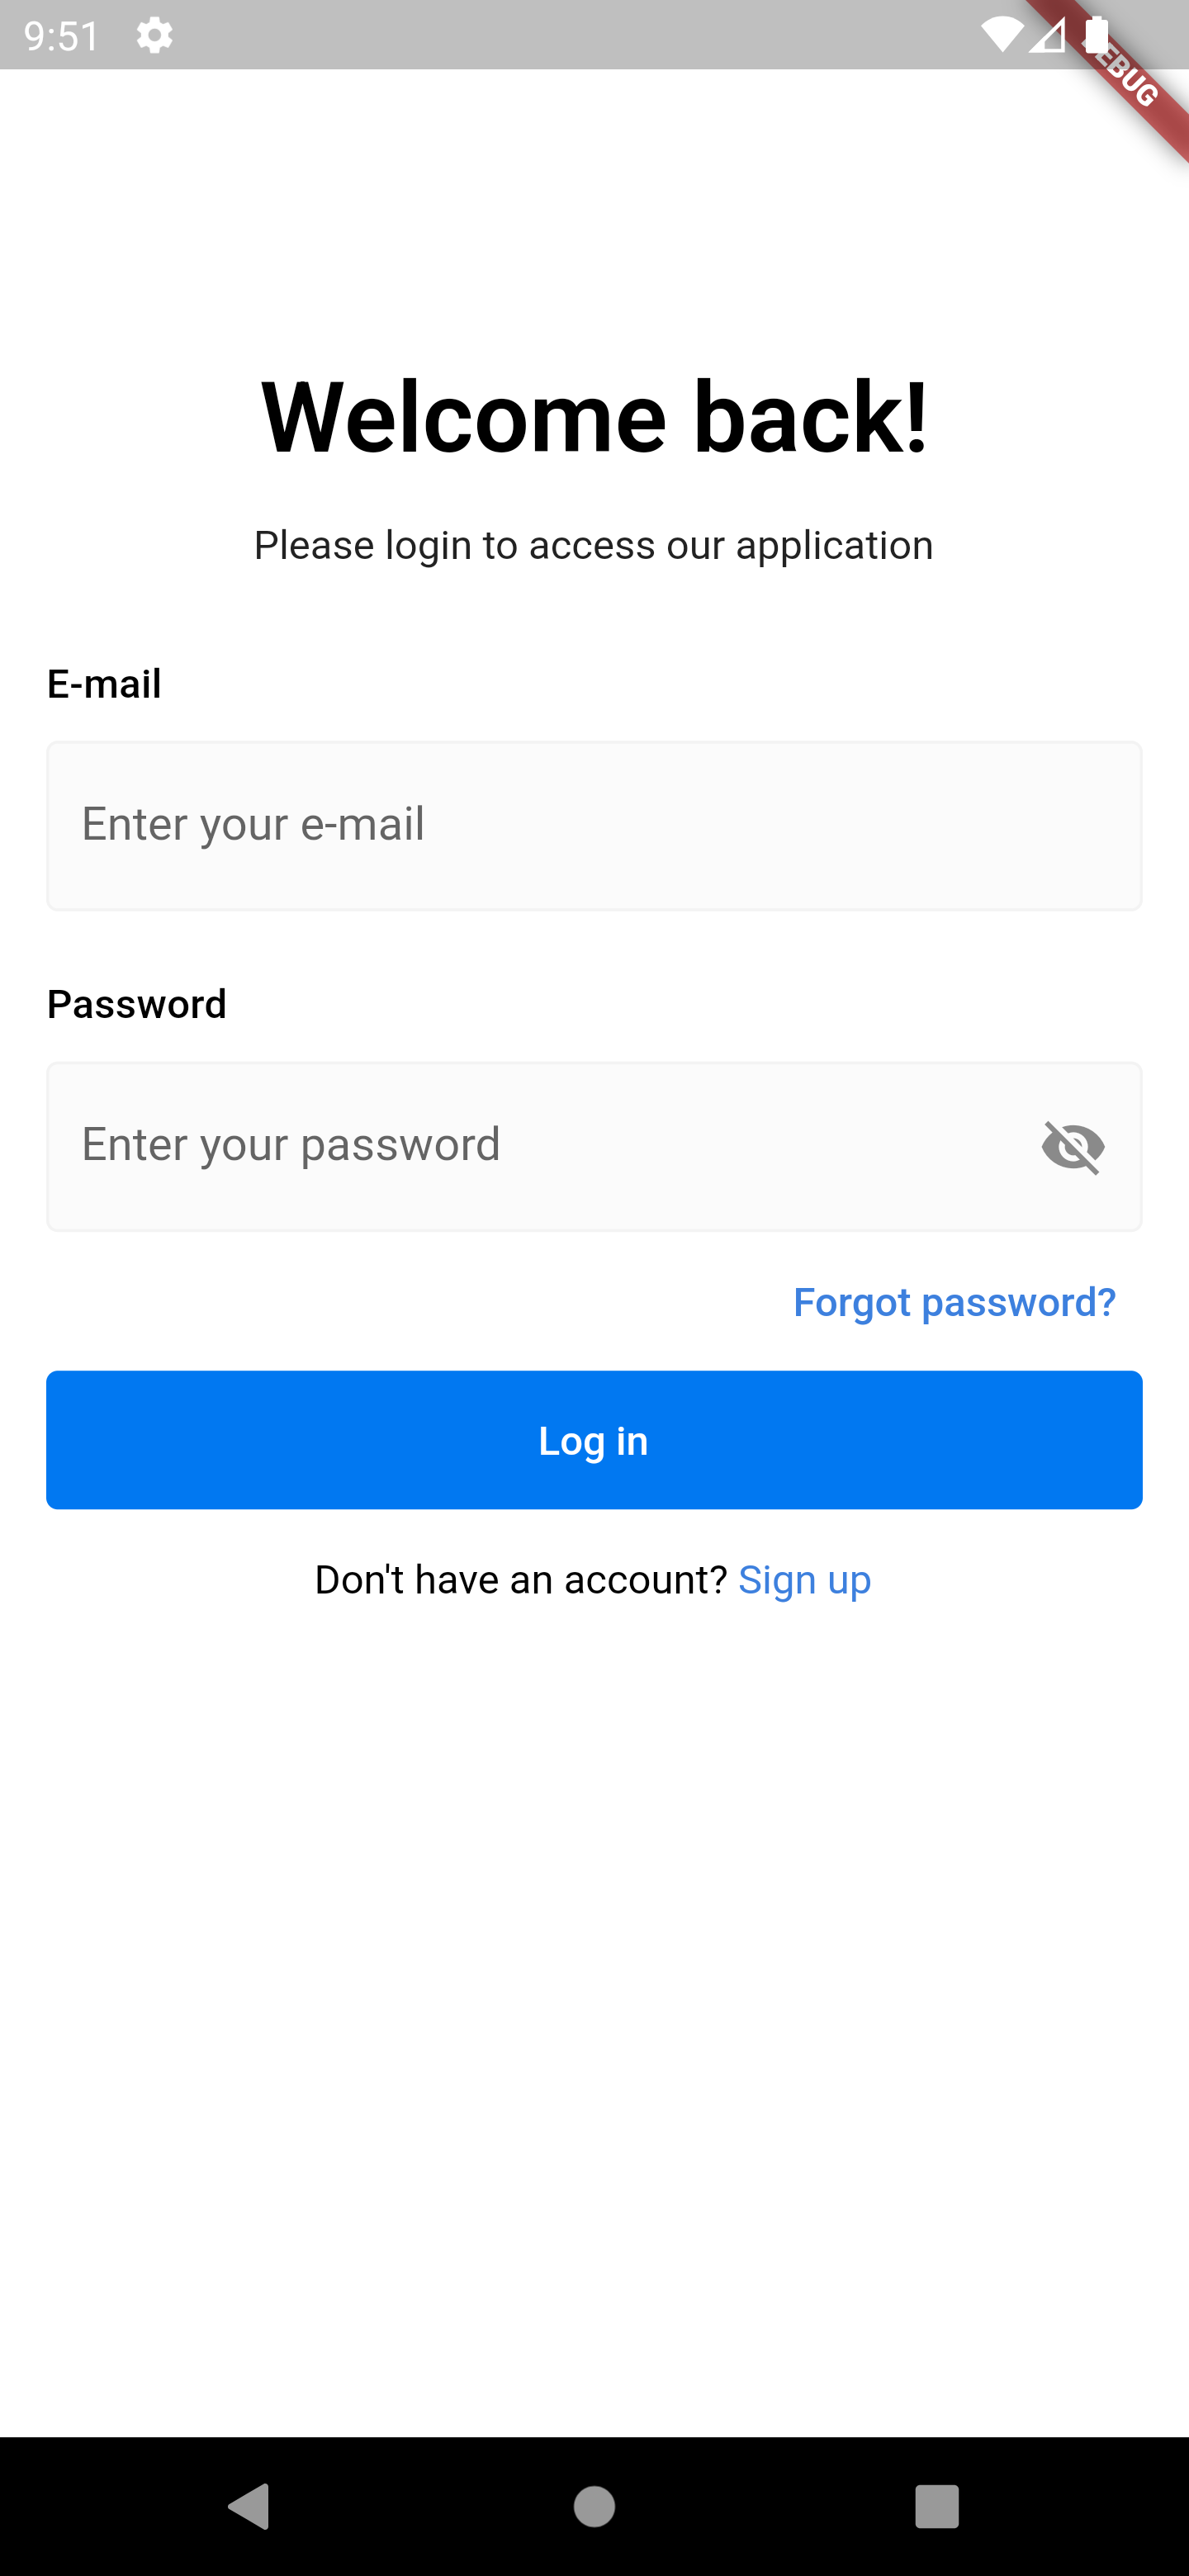 9:51
DEBUG
Welcome back!
Please login to access our application
E-mail
Enter your e-mail
Password
Enter your password
Forgot password?
Log in
Don't have an account? Sign up